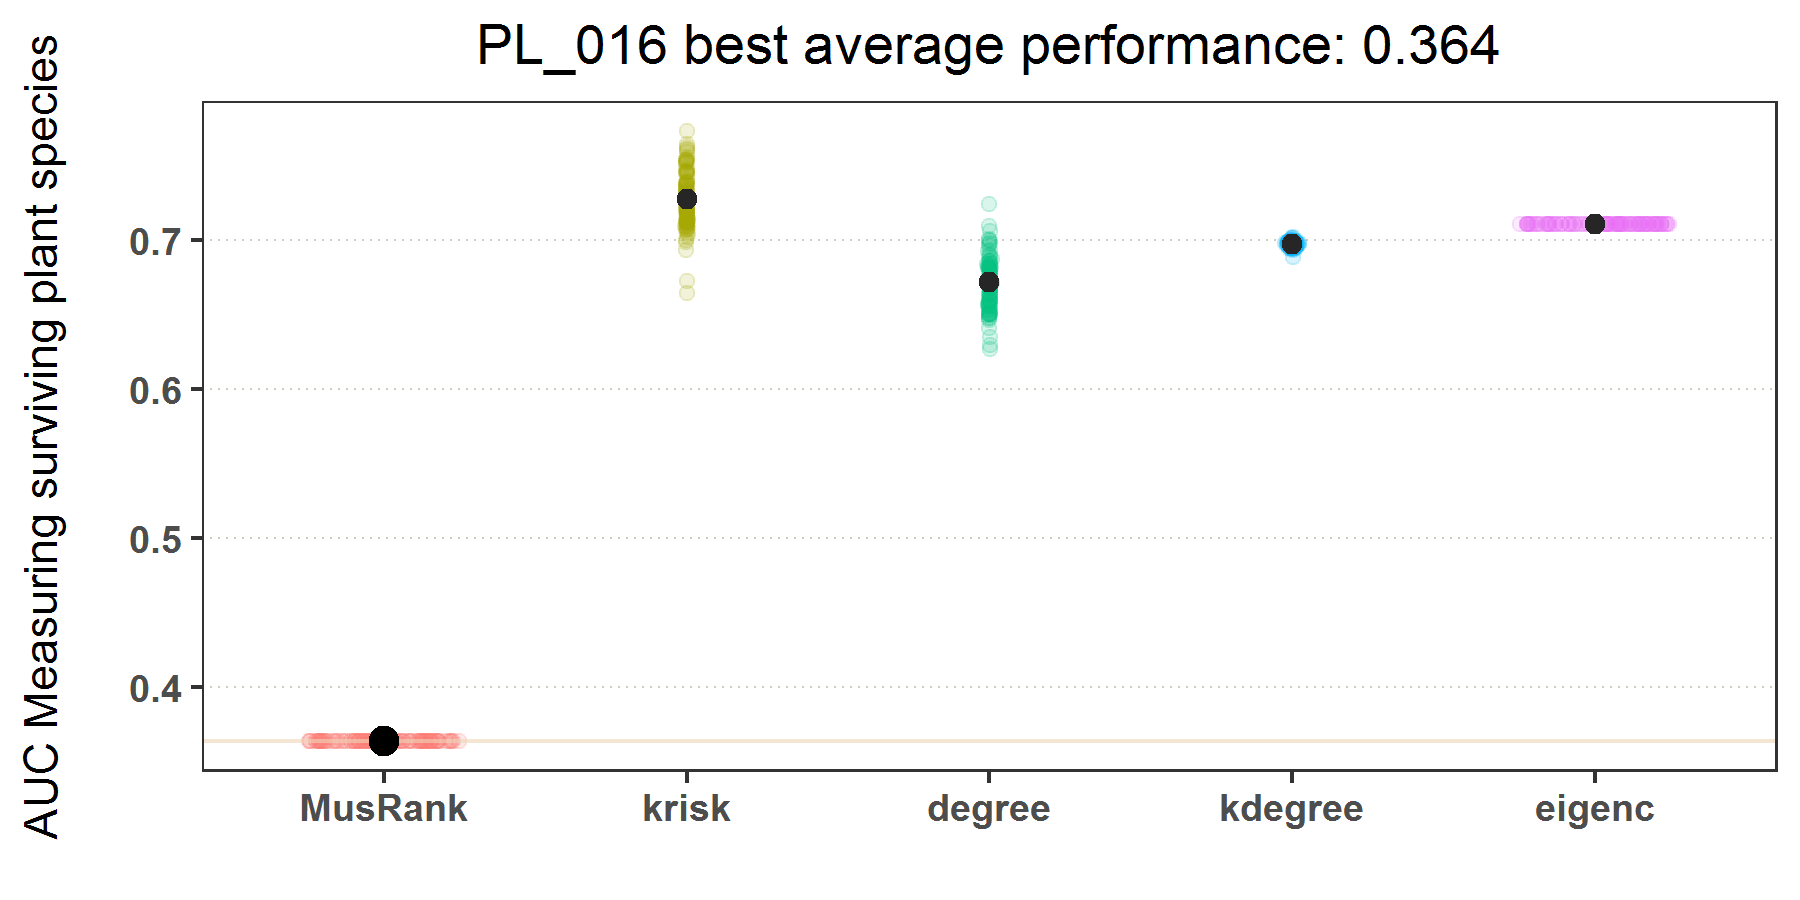 PL_016 best average performance: 0.364
AUC Measuring surviving plant species
0.7
0.6
0.5
0.4
MusRank krisk degree kdegree eigenc